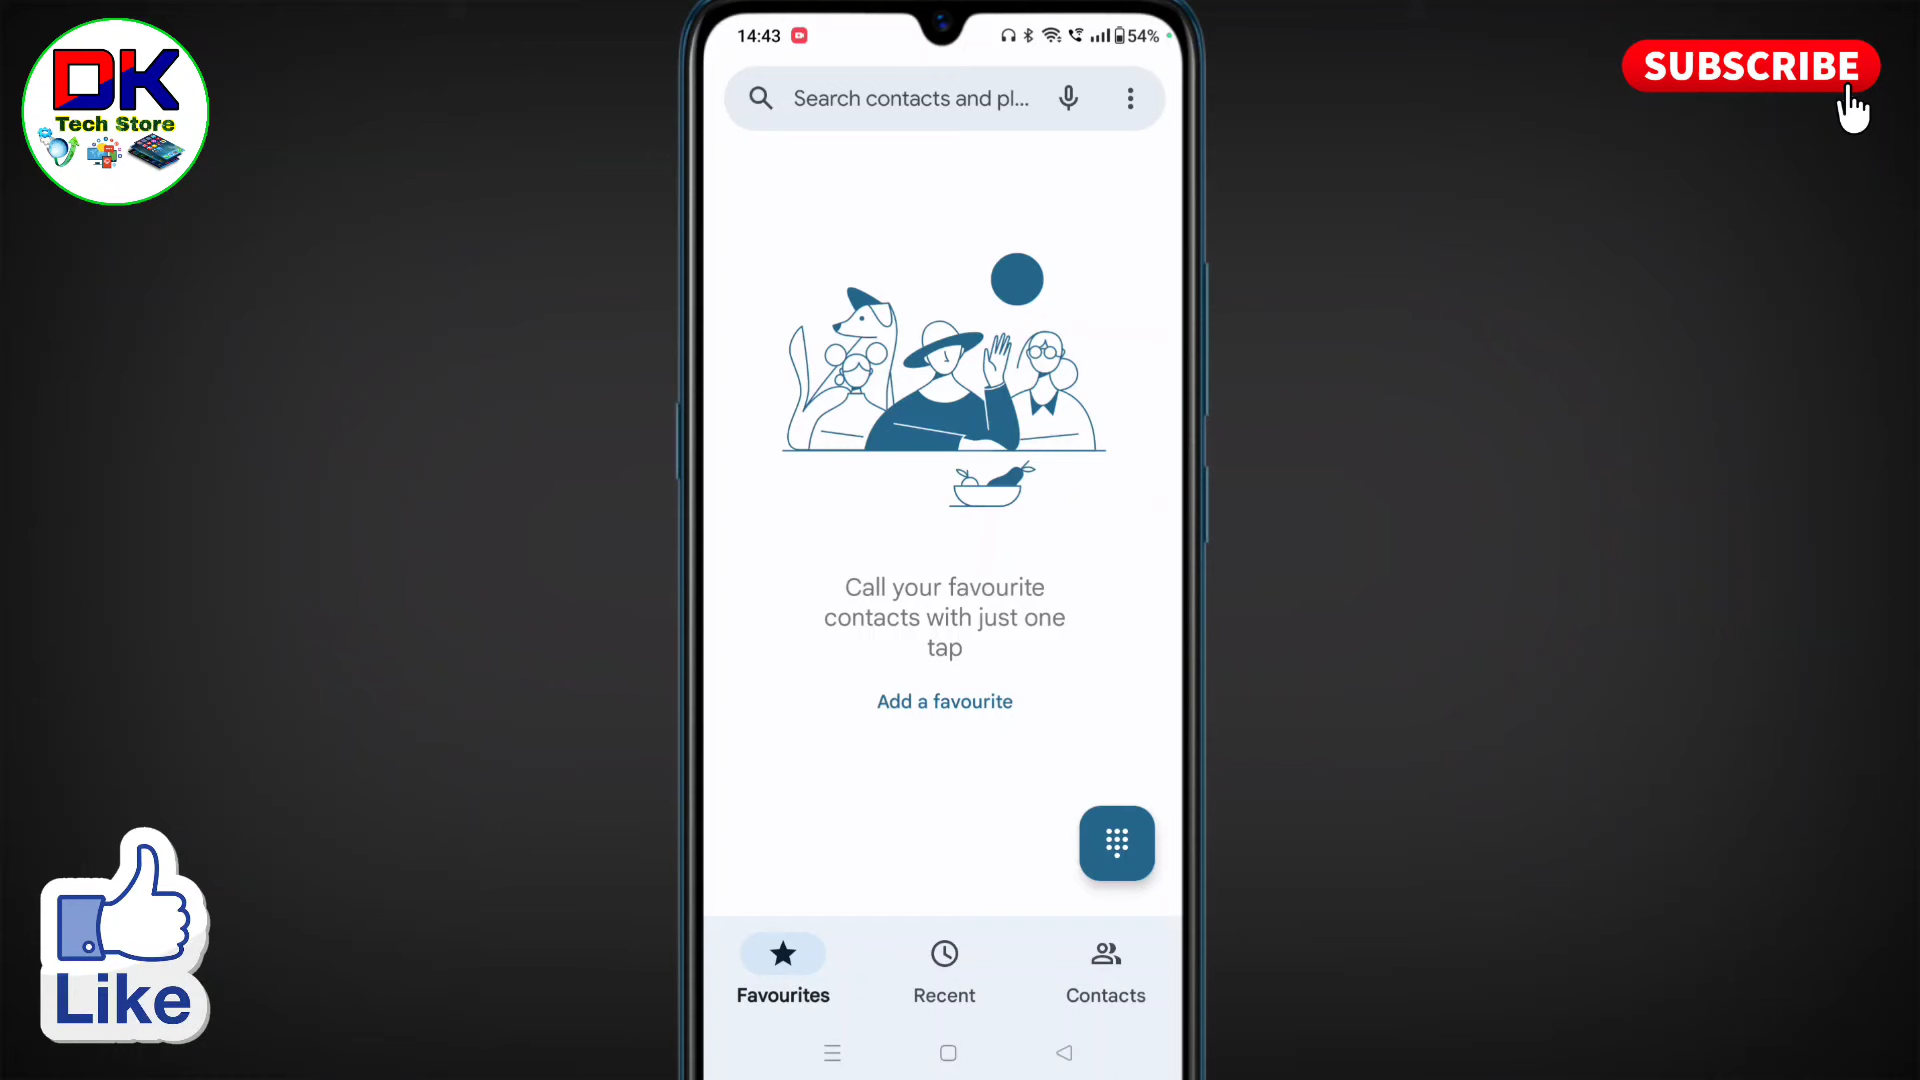 DK
Tech Store
SUBSCRIBE
14:43
54%
Search contacts and pl...
Call your favourite
contacts with just one
tap
Add a favourite
Favourites
Recent
Contacts
Like